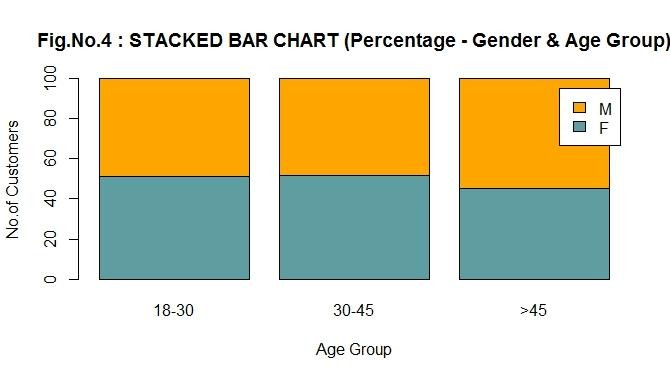 Fig.No.4 : STACKED BAR CHART (Percentage - Gender & Age Group)
No.of Customers
100
80
60
40
20
0
M
F
18-30
30-45
>45
Age Group